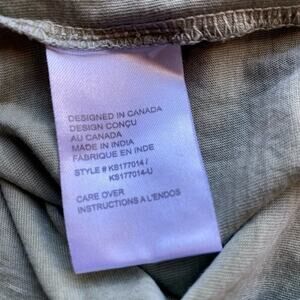 DESIGNED IN CANADA
DESIGN CONÇU
AU CANADA
MADE IN INDIA
FABRIQUE EN INDE
STYLE # KS177014 /
KS177014-U
CARE OVER
INSTRUCTIONS A L'ENDOS